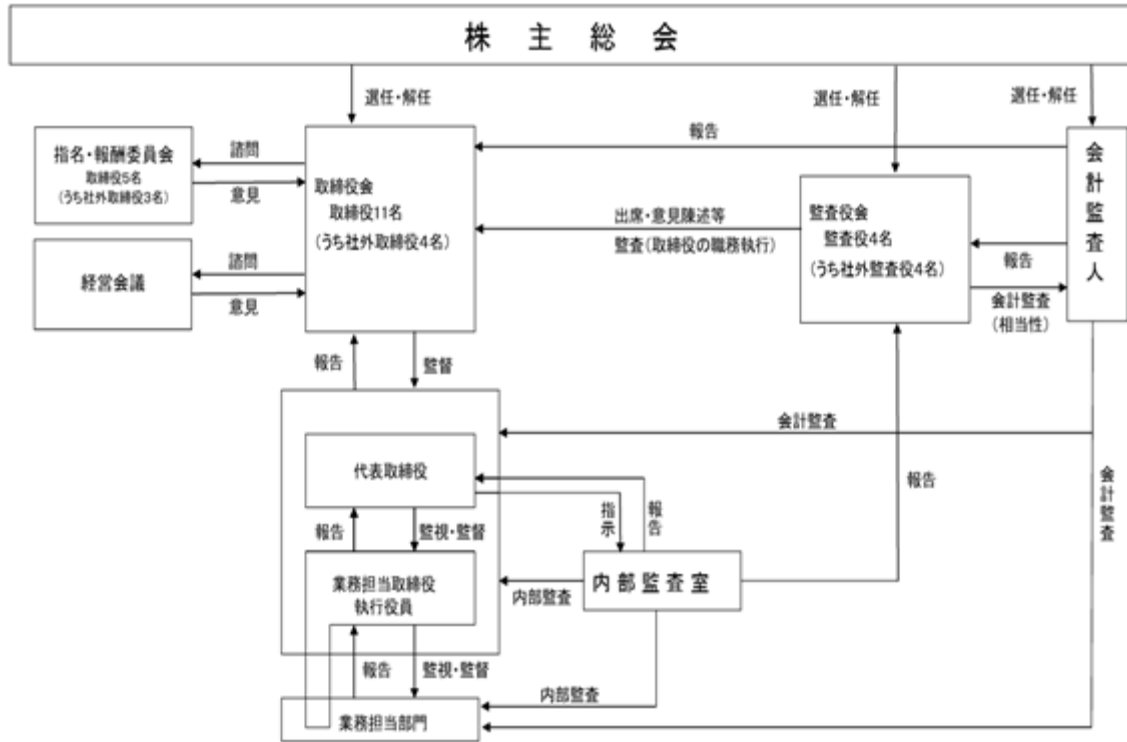 株主総会
選任・解任
選任・解任
選任・解任
指名・報酬委員会
取締役5名
(うち社外取締役3名)
諮問
意見
経営会議
諮問
意見
取締役会
取締役11名
(うち社外取締役4名)
報告
出席・意見陳述等
監査(取締役の職務執行)
監査役会
監査役4名
(うち社外監査役4名)
報告
会計監査
(相当性)
会計監査人
報告
監督
会計監査
代表取締役
報告
監視・監督
指示
報告
報告
会計監査
業務担当取締役
執行役員
内部監査
内部監査室
報告
監視・監督
内部監査
業務担当部門